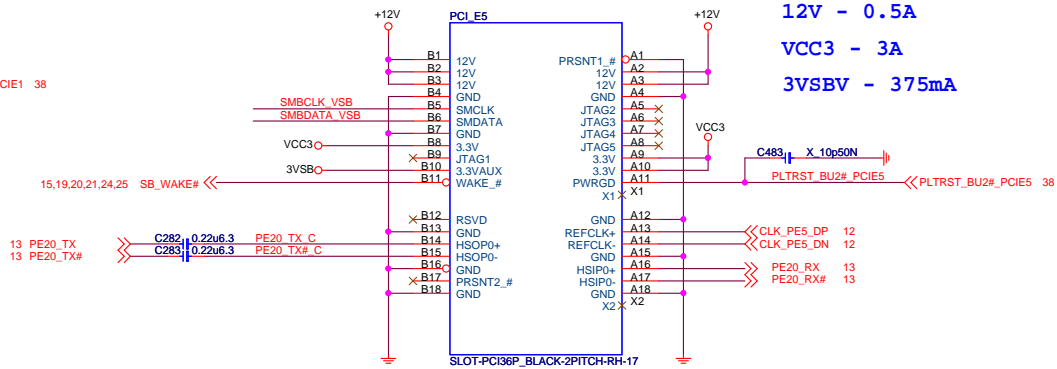 12V - 0.5A
VCC3 - 3A
3VSBV - 375mA
+12V
PCI_E5
+12V
CIE1 38
B1 12V
B2 12V
B3 12V
B4 GND
SMBCLK_VSB B5 SMCLK
SMBDATA_VSB B6 SMDATA
B7 GND
VCC3 B8 3.3V
B9 JTAG1
3VSB B10 3.3VAUX
15,19,20,21,24,25 SB_WAKE# B11 WAKE_#
B12 RSVD
B13 GND
13 PE20_TX C282 0.22u6.3 PE20_TX_C B14 HSOP0+
13 PE20_TX# C283 0.22u6.3 PE20_TX#_C B15 HSOP0-
B16 GND
B17 PRSNT2_#
B18 GND
PRSNT1_# A1
12V A2
12V A3
GND A4
JTAG2 A5
JTAG3 A6
JTAG4 A7
JTAG5 A8
VCC3
3.3V A9
3.3V A10
C483 X_10p50N
PWRGD A11 PLTRST_BU2#_PCIE5 PLTRST_BU2#_PCIE5 38
X1 X1
GND A12
REFCLK+ A13 CLK_PE5_DP 12
REFCLK- A14 CLK_PE5_DN 12
GND A15
HSIP0+ A16 PE20_RX 13
HSIP0- A17 PE20_RX# 13
GND A18
X2 X2
SLOT-PCI36P_BLACK-2PITCH-RH-17